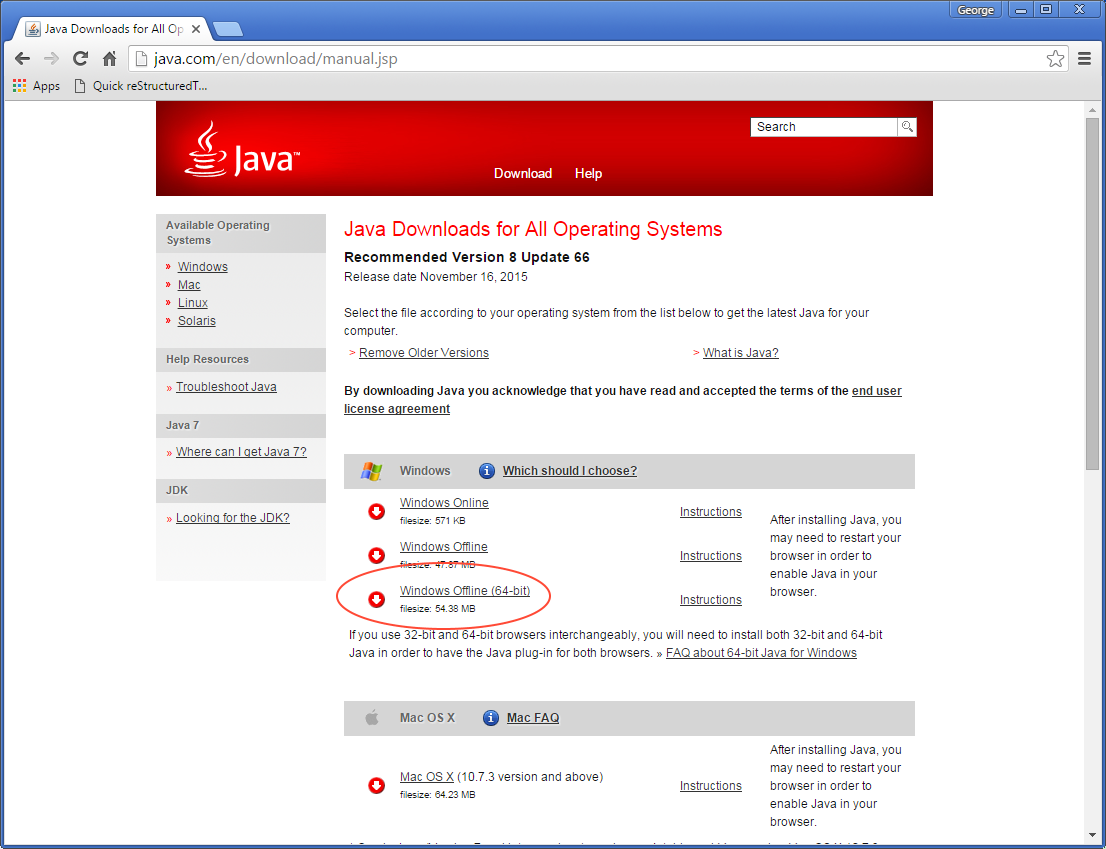 George
Java Downloads for All Op
java.com/en/download/manual.jsp
Apps
Quick reStructuredT...
Java™
Search
Download
Help
Available Operating
Systems
» Windows
» Mac
» Linux
» Solaris
Help Resources
» Troubleshoot Java
Java 7
» Where can I get Java 7?
JDK
» Looking for the JDK?
Java Downloads for All Operating Systems
Recommended Version 8 Update 66
Release date November 16, 2015
Select the file according to your operating system from the list below to get the latest Java for your
computer.
> Remove Older Versions
> What is Java?
By downloading Java you acknowledge that you have read and accepted the terms of the end user
license agreement
Windows
Which should I choose?
Windows Online
filesize: 571 KB
Instructions
Windows Offline
filesize: 47.87 MB
Instructions
Windows Offline (64-bit)
filesize: 54.38 MB
Instructions
After installing Java, you
may need to restart your
browser in order to
enable Java in your
browser.
If you use 32-bit and 64-bit browsers interchangeably, you will need to install both 32-bit and 64-bit
Java in order to have the Java plug-in for both browsers. » FAQ about 64-bit Java for Windows
Mac OS X
Mac FAQ
Mac OS X (10.7.3 version and above)
filesize: 64.23 MB
Instructions
After installing Java, you
may need to restart your
browser in order to
enable Java in your
browser.